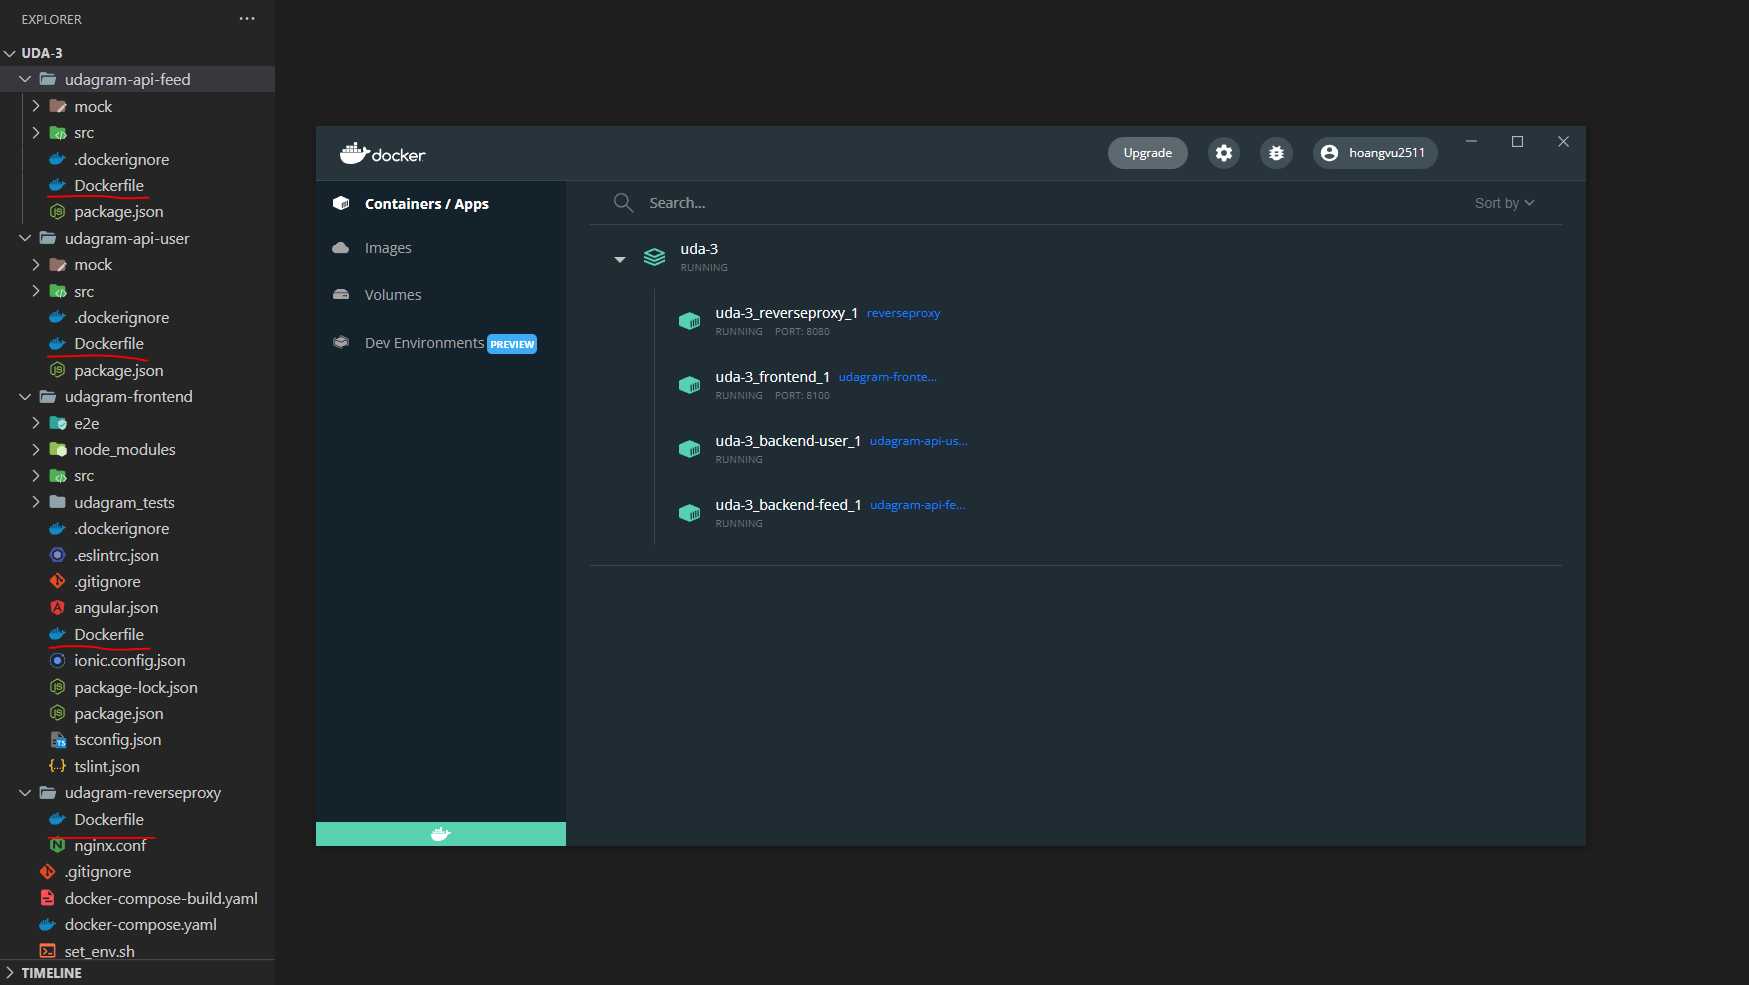 EXPLORER
UDA-3
udagram-api-feed
mock
src
.dockerignore
Dockerfile
package.json
udagram-api-user
mock
src
.dockerignore
Dockerfile
package.json
udagram-frontend
e2e
node_modules
src
udagram_tests
.dockerignore
.eslintrc.json
.gitignore
angular.json
Dockerfile
ionic.config.json
package-lock.json
package.json
tsconfig.json
tslint.json
udagram-reverseproxy
Dockerfile
nginx.conf
.gitignore
docker-compose-build.yaml
docker-compose.yaml
set_env.sh
TIMELINE
docker
Upgrade
hoangvu2511
Containers / Apps
Images
Volumes
Dev Environments PREVIEW
Search...
Sort by
uda-3
RUNNING
uda-3_reverseproxy_1 reverseproxy
RUNNING PORT: 8080
uda-3_frontend_1 udagram-fronte...
RUNNING PORT: 8100
uda-3_backend-user_1 udagram-api-us...
RUNNING
uda-3_backend-feed_1 udagram-api-fe...
RUNNING